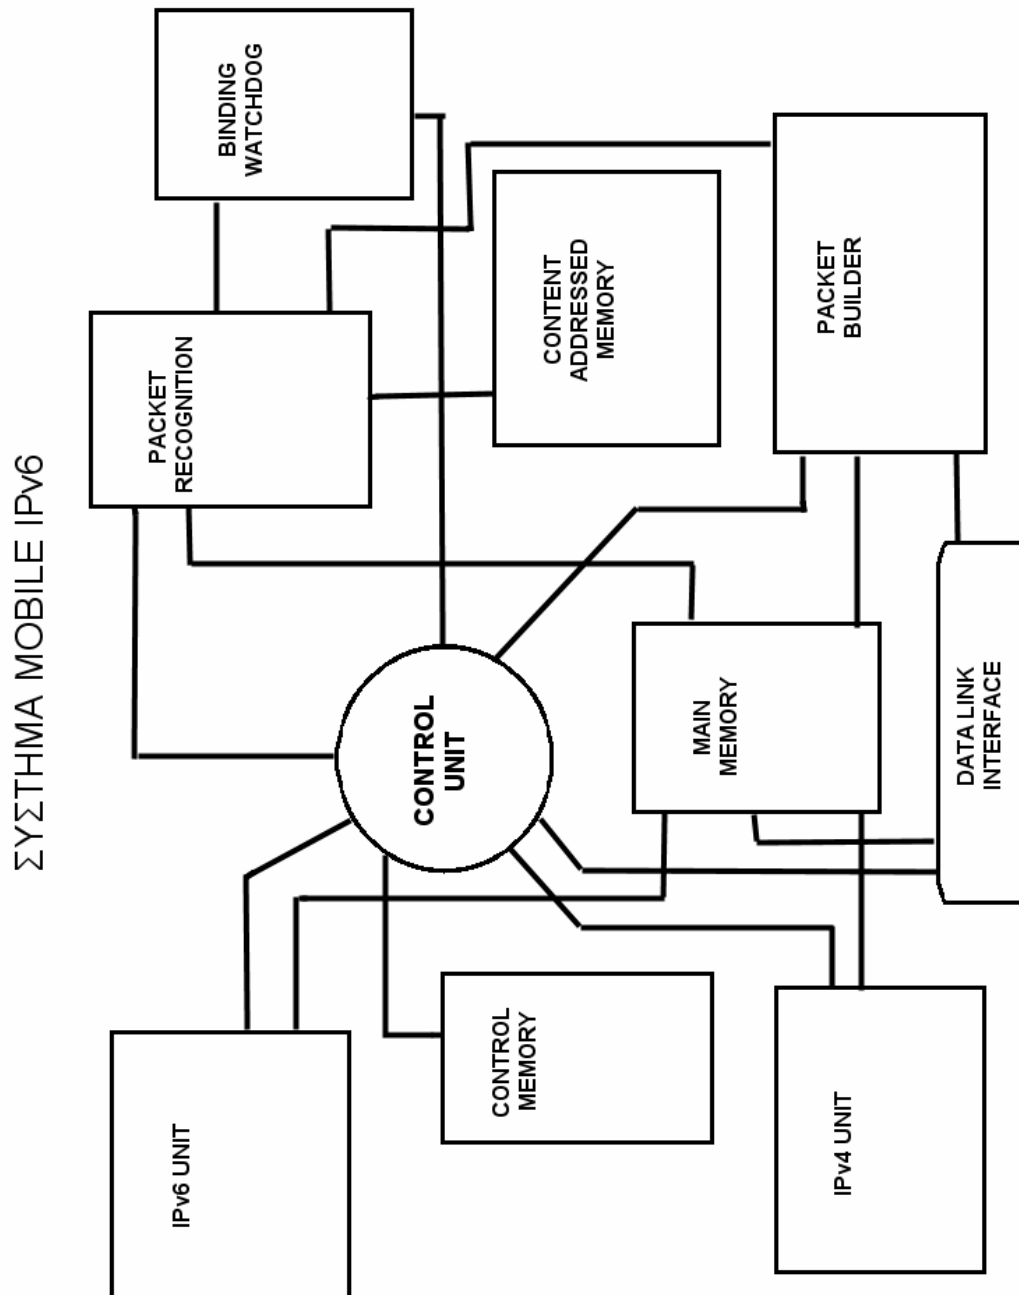 ΣΥΣΤΗΜΑ MOBILE IPv6
IPv6 UNIT
PACKET
RECOGNITION
BINDING
WATCHDOG
CONTROL
UNIT
CONTROL
MEMORY
CONTENT
ADDRESSED
MEMORY
MAIN
MEMORY
IPv4 UNIT
PACKET
BUILDER
DATA LINK
INTERFACE